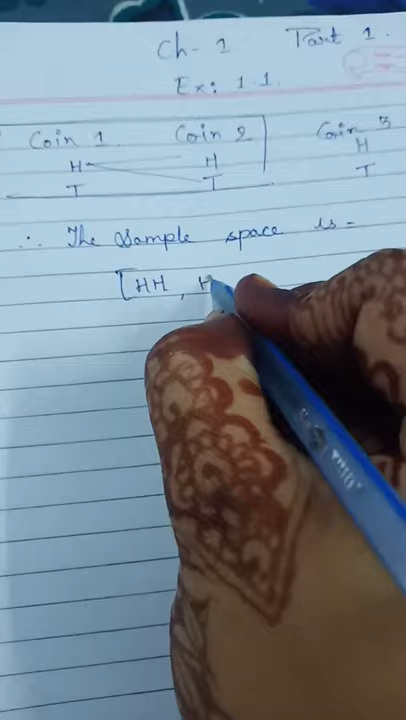 Ch- 1 Part 1.
Ex: 1.1.
Coin 1. Coin 2 Coin 3
H H H
T T T
∴ The Sample space is =
[HH, H